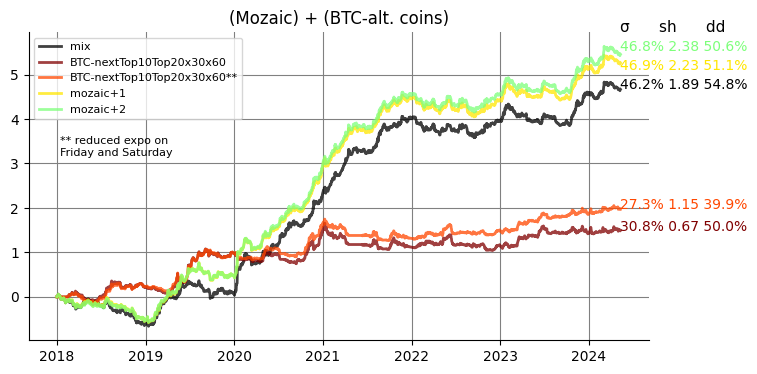 (Mozaic) + (BTC-alt. coins)
σ sh dd
mix
BTC-nextTop10Top20x30x60
BTC-nextTop10Top20x30x60**
mozaic+1
mozaic+2
** reduced expo on
Friday and Saturday
46.8% 2.38 50.6%
46.9% 2.23 51.1%
46.2% 1.89 54.8%
27.3% 1.15 39.9%
30.8% 0.67 50.0%
5
4
3
2
1
0
2018 2019 2020 2021 2022 2023 2024